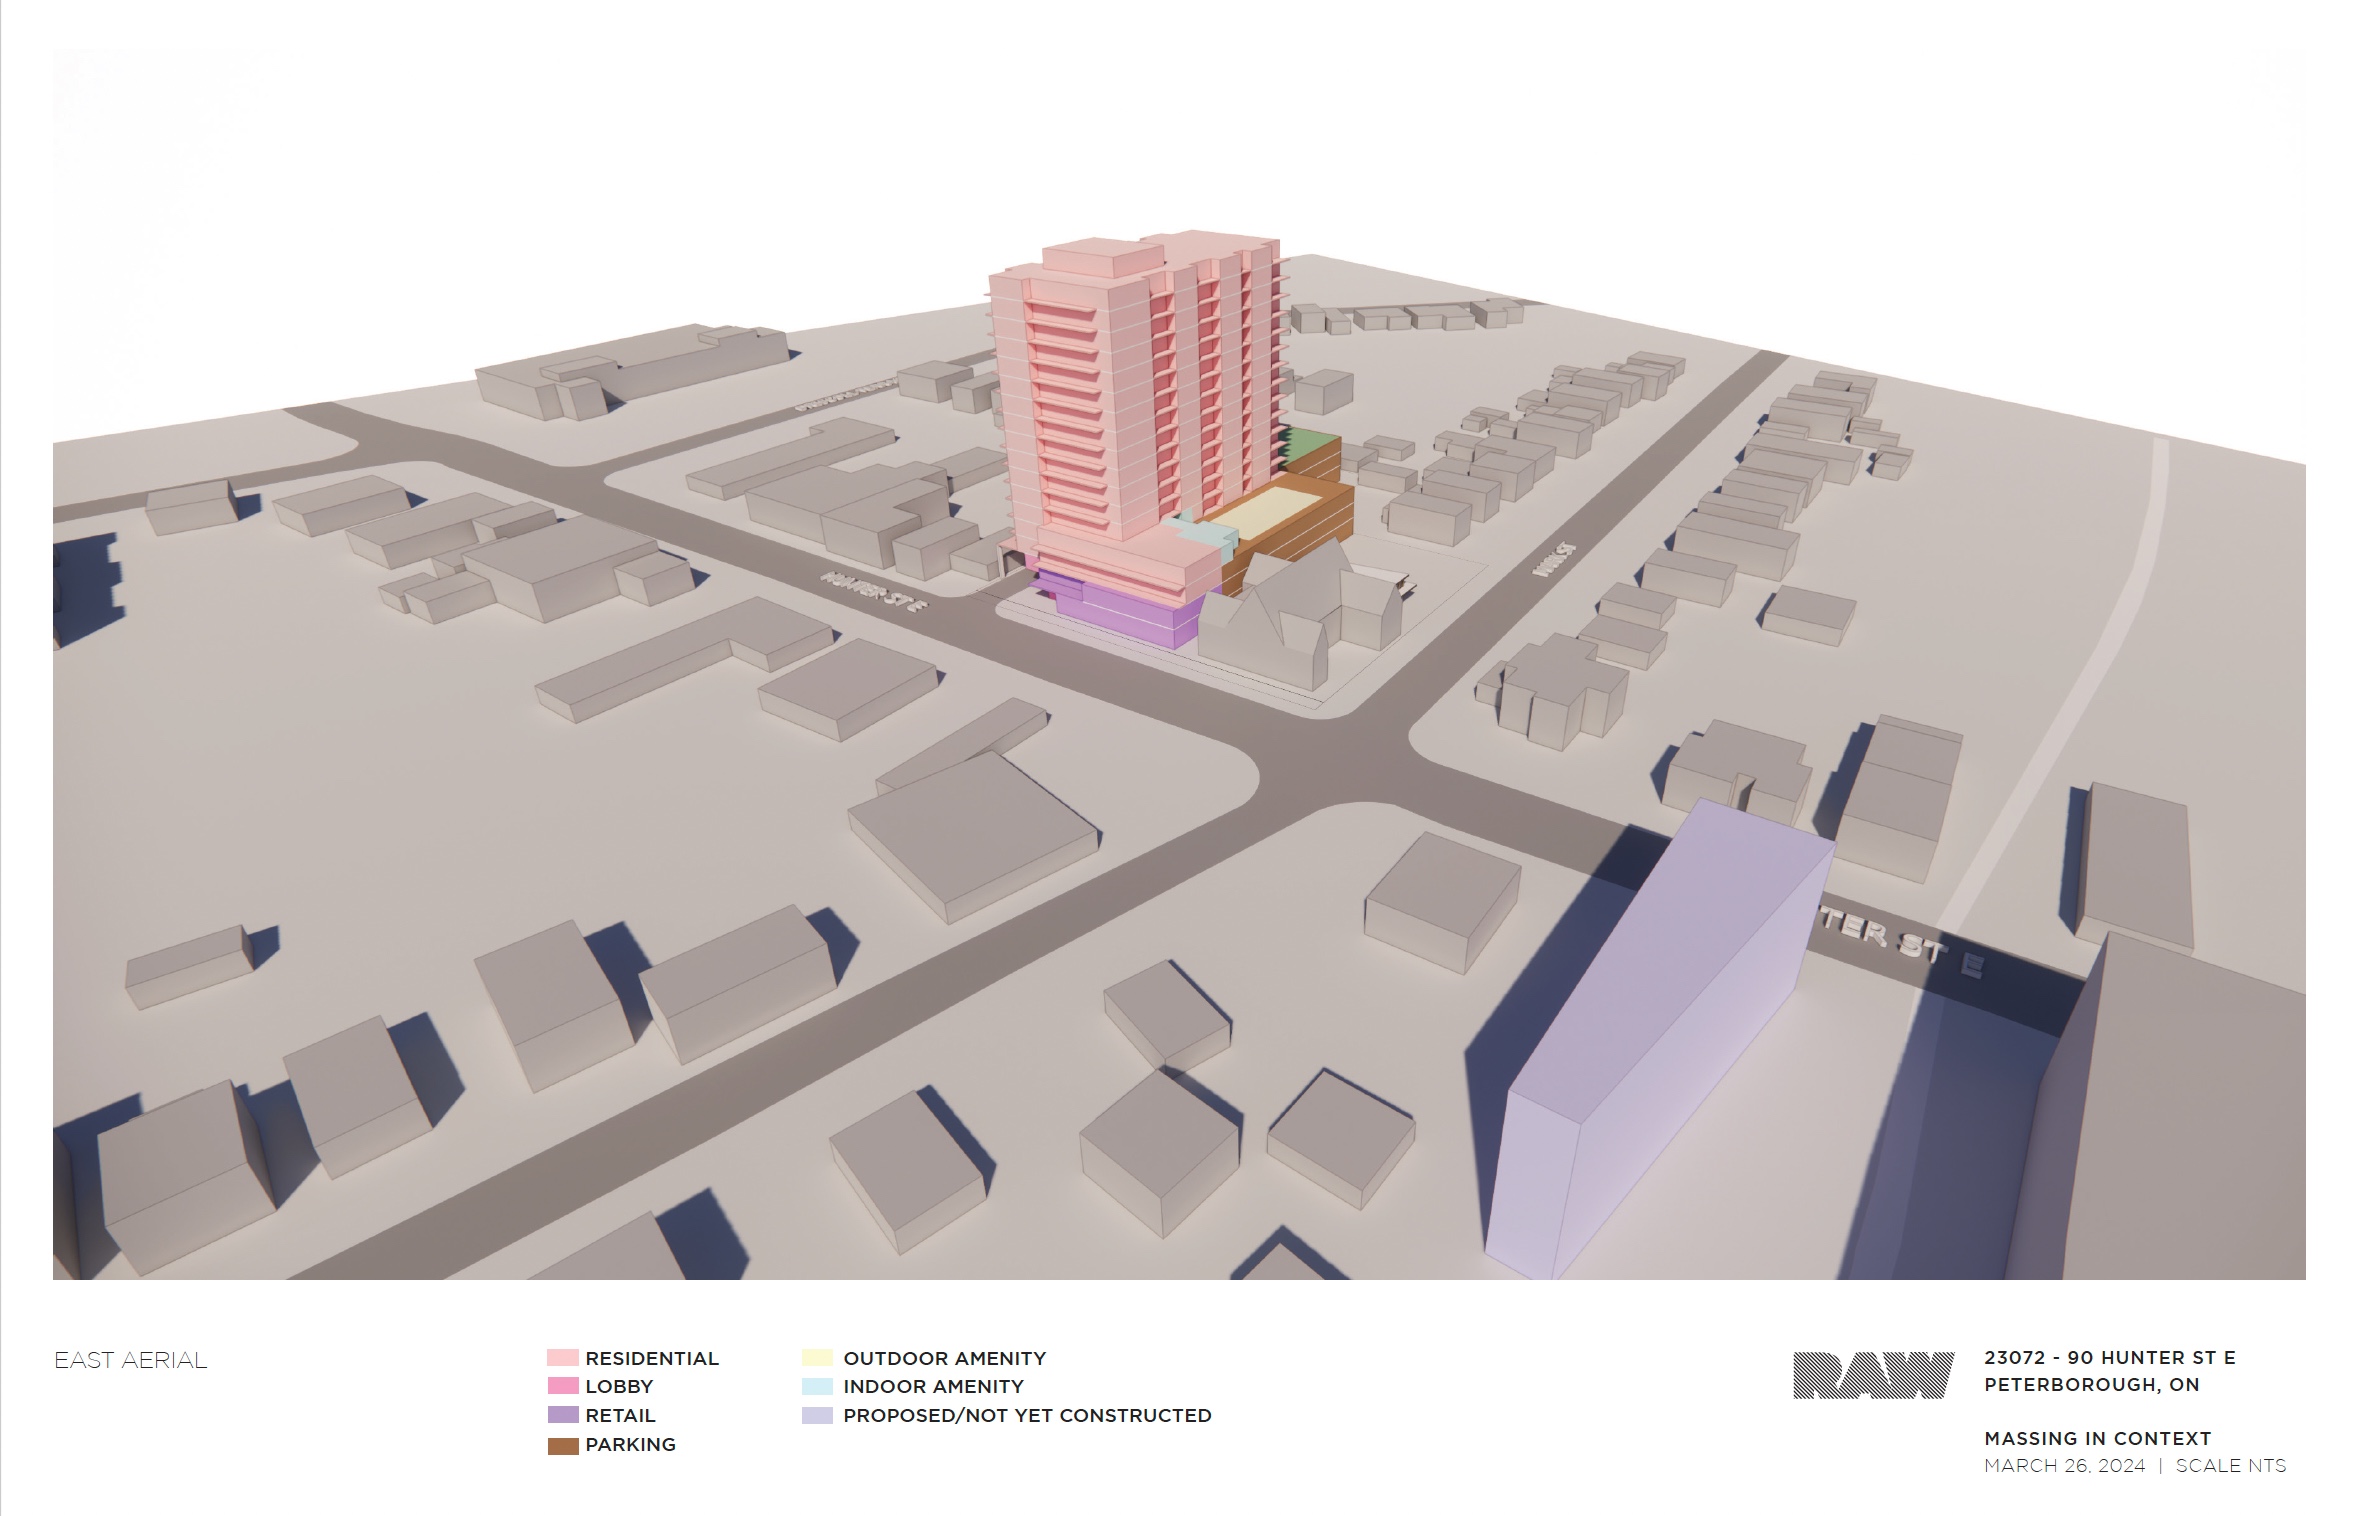 HUNTER ST E
TER ST E
EAST AERIAL
RESIDENTIAL
LOBBY
RETAIL
PARKING
OUTDOOR AMENITY
INDOOR AMENITY
PROPOSED/NOT YET CONSTRUCTED
RAW
23072 - 90 HUNTER ST E
PETERBOROUGH, ON
MASSING IN CONTEXT
MARCH 26, 2024 | SCALE NTS